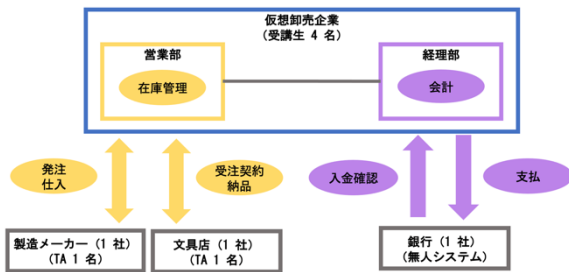 仮想卸売企業
（受講生 4 名）
営業部
経理部
在庫管理
会計
発注
仕入
受注契約
納品
入金確認
支払
製造メーカー（1 社）
（TA 1 名）
文具店（1 社）
（TA 1 名）
銀行（1 社）
（無人システム）